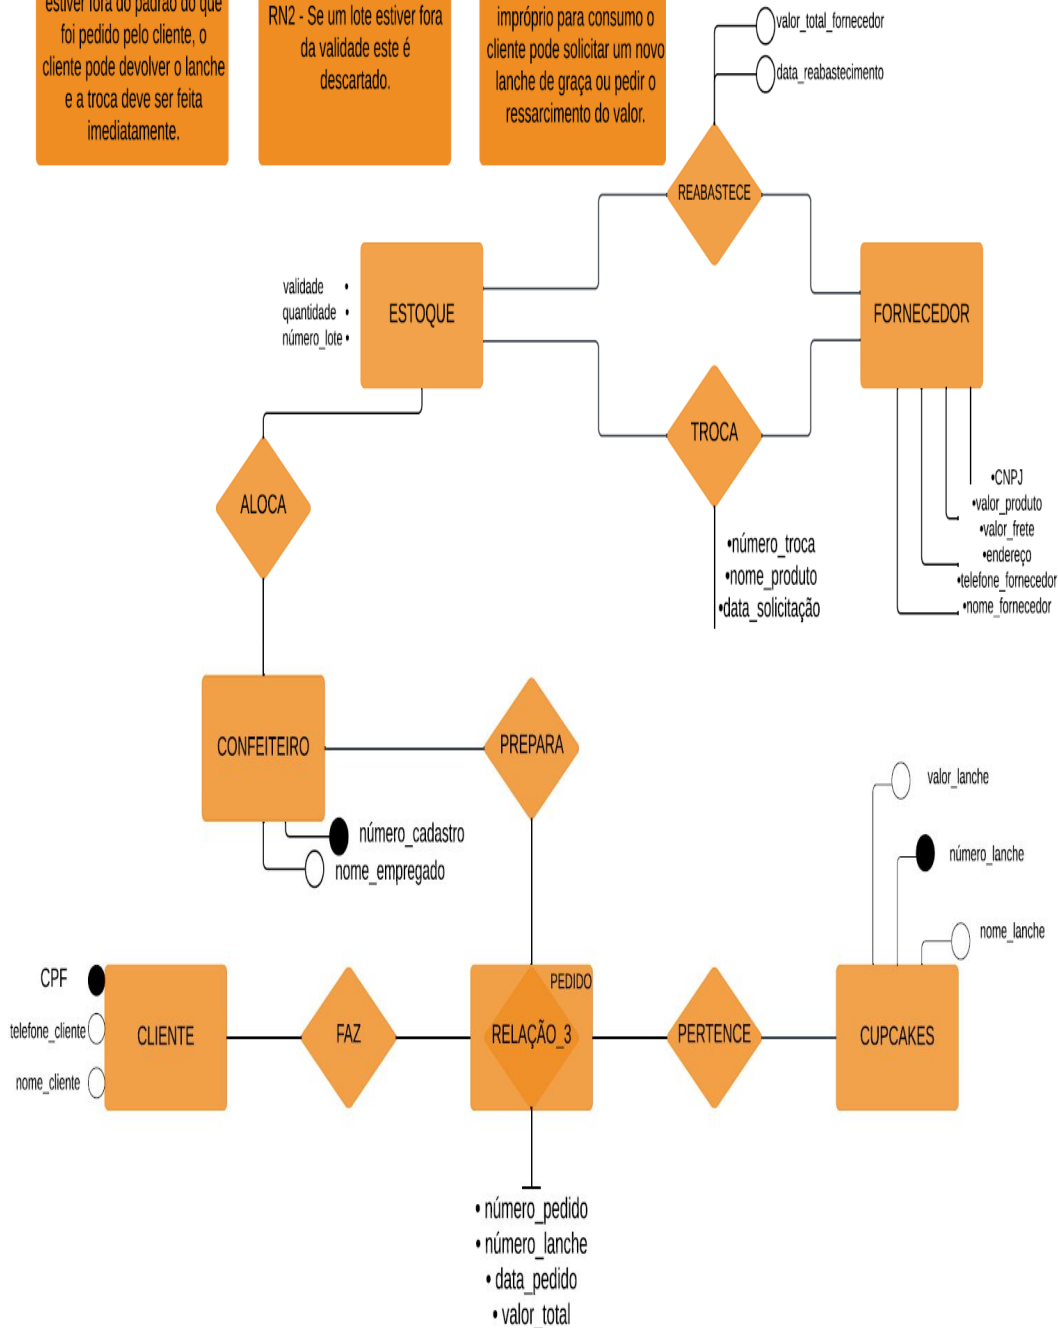 estiver fora do padrão do que
foi pedido pelo cliente, o
cliente pode devolver o lanche
e a troca deve ser feita
imediatamente.
RN2 - Se um lote estiver fora
da validade este é
descartado.
impróprio para consumo o
cliente pode solicitar um novo
lanche de graça ou pedir o
ressarcimento do valor.
valor_total_fornecedor
data_reabastecimento
REABASTECE
validade •
quantidade •
número_lote •
ESTOQUE
FORNECEDOR
TROCA
•CNPJ
•valor_produto
•valor_frete
•endereço
•telefone_fornecedor
•nome_fornecedor
ALOCA
•número_troca
•nome_produto
•data_solicitação
CONFEITEIRO
PREPARA
número_cadastro
nome_empregado
valor_lanche
número_lanche
nome_lanche
CPF
telefone_cliente
nome_cliente
CLIENTE
FAZ
PEDIDO
RELAÇÃO_3
PERTENCE
CUPCAKES
• número_pedido
• número_lanche
• data_pedido
• valor_total